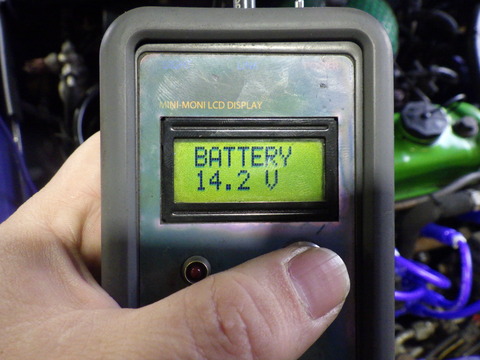 MINI-MONI LCD DISPLAY
BATTERY
14.2 V